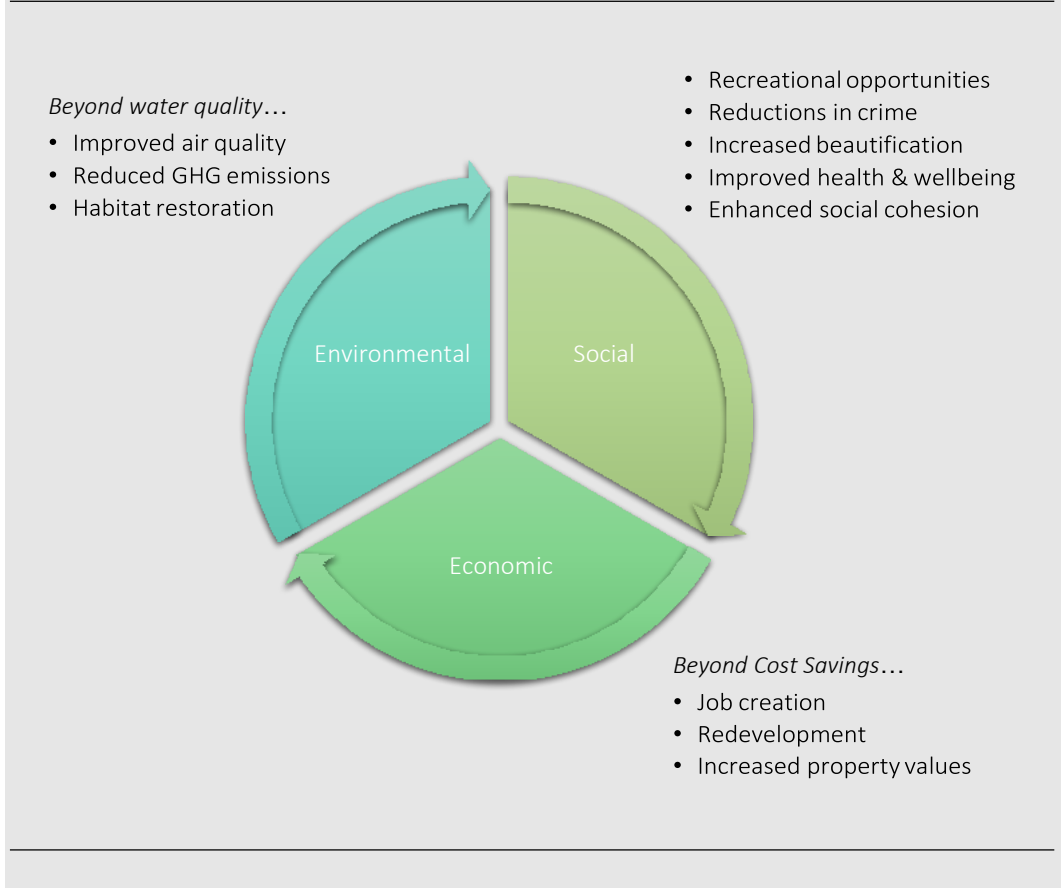 Beyond water quality…
• Improved air quality
• Reduced GHG emissions
• Habitat restoration
• Recreational opportunities
• Reductions in crime
• Increased beautification
• Improved health & wellbeing
• Enhanced social cohesion
Environmental
Social
Economic
Beyond Cost Savings…
• Job creation
• Redevelopment
• Increased property values